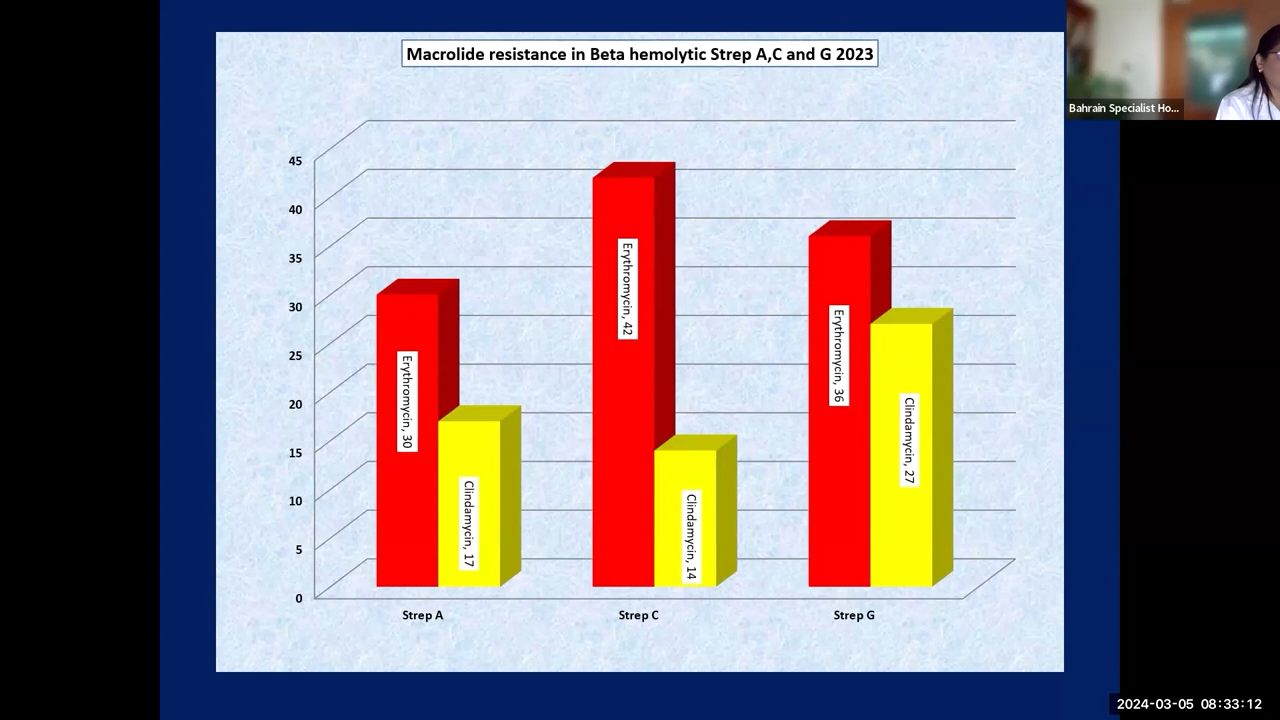 Macrolide resistance in Beta hemolytic Strep A,C and G 2023
Bahrain Specialist Ho...
45
40
35
30
25
20
15
10
5
0
Erythromycin, 30
Clindamycin, 17
Erythromycin, 42
Clindamycin, 14
Erythromycin, 36
Clindamycin, 27
Strep A
Strep C
Strep G
2024-03-05 08:33:12